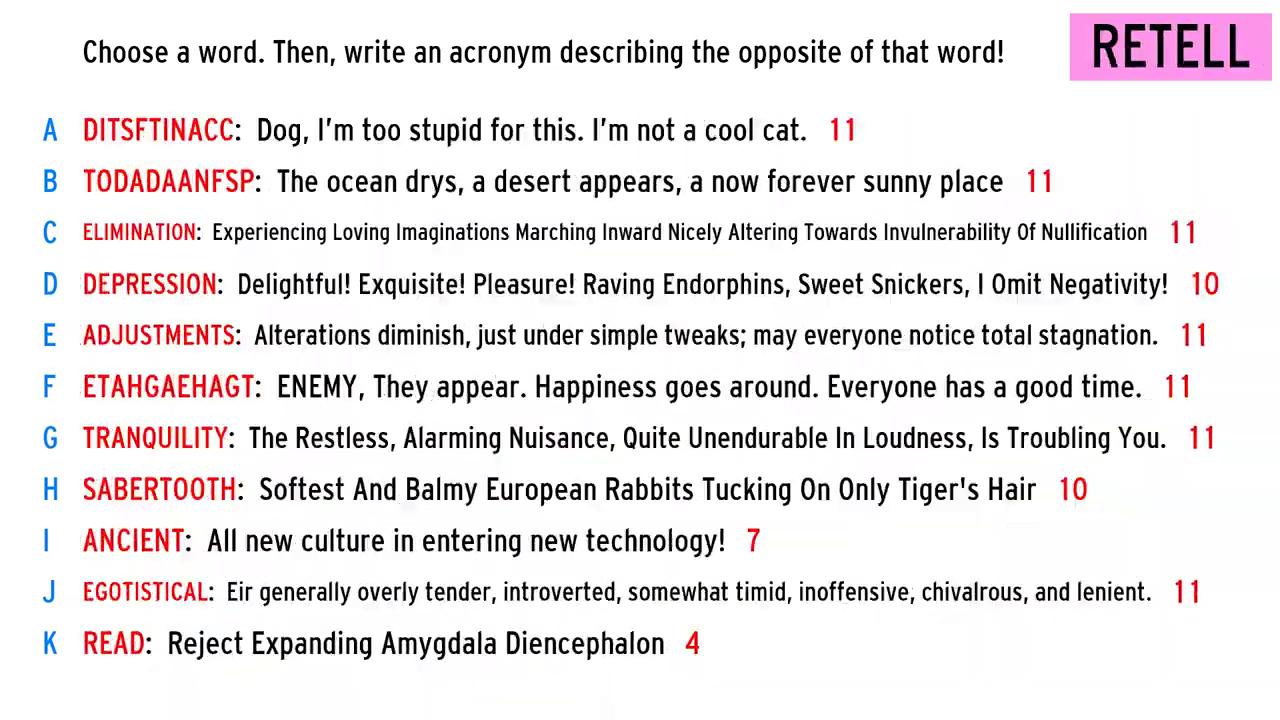 Choose a word. Then, write an acronym describing the opposite of that word!
RETELL
A DITSFTINACC: Dog, I'm too stupid for this. I'm not a cool cat. 11
B TODADAANFSP: The ocean drys, a desert appears, a now forever sunny place 11
C ELIMINATION: Experiencing Loving Imaginations Marching Inward Nicely Altering Towards Invulnerability Of Nullification 11
D DEPRESSION: Delightful! Exquisite! Pleasure! Raving Endorphins, Sweet Snickers, I Omit Negativity! 10
E ADJUSTMENTS: Alterations diminish, just under simple tweaks; may everyone notice total stagnation. 11
F ETAHGAEHAGT: ENEMY, They appear. Happiness goes around. Everyone has a good time. 11
G TRANQUILITY: The Restless, Alarming Nuisance, Quite Unendurable In Loudness, Is Troubling You. 11
H SABERTOOTH: Softest And Balmy European Rabbits Tucking On Only Tiger's Hair 10
I ANCIENT: All new culture in entering new technology! 7
J EGOTISTICAL: Eir generally overly tender, introverted, somewhat timid, inoffensive, chivalrous, and lenient. 11
K READ: Reject Expanding Amygdala Diencephalon 4